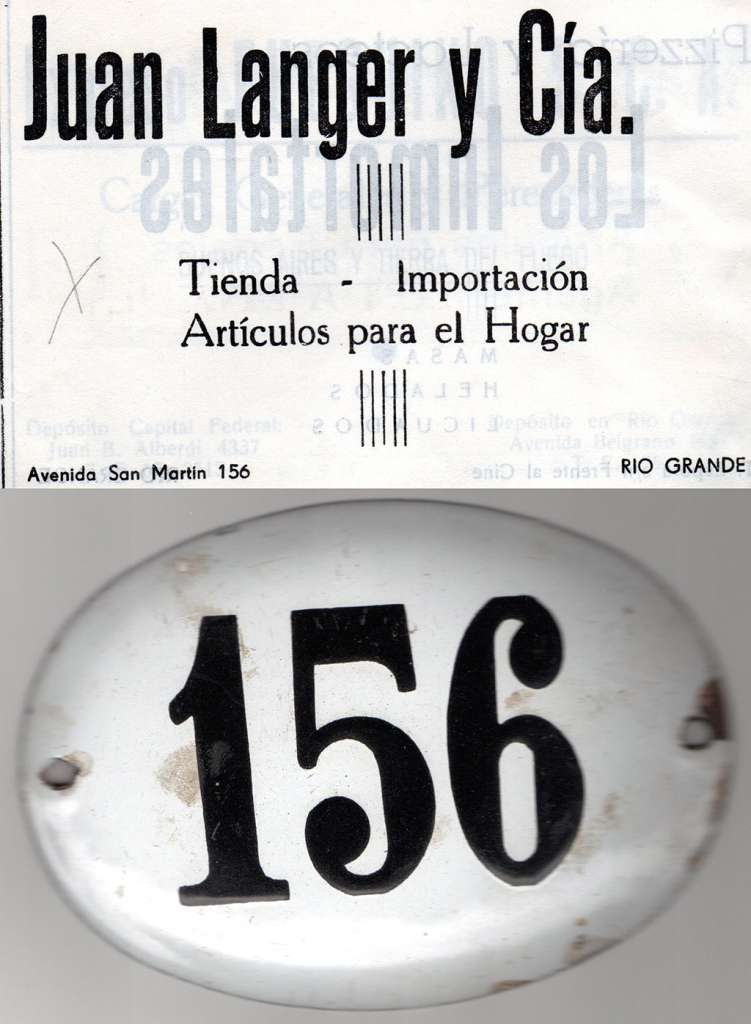 Juan Langer y Cía.
Tienda - Importación
Artículos para el Hogar
Avenida San Martín 156
RIO GRANDE
156